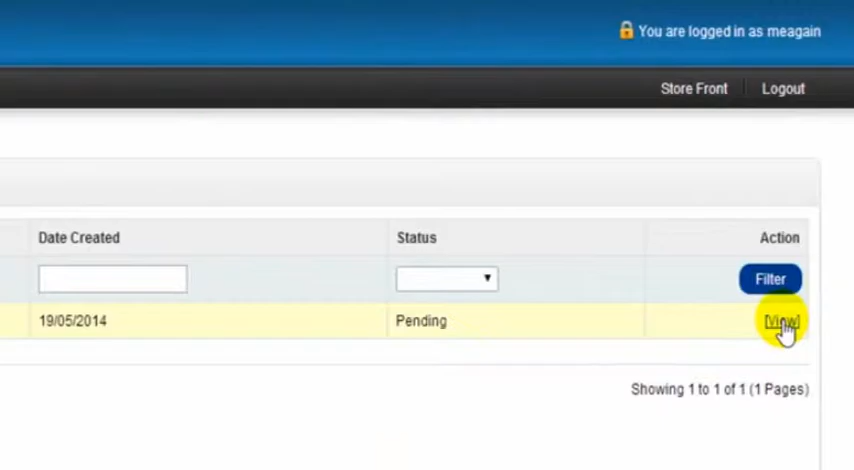 You are logged in as meagain
Store Front Logout
Date Created Status Action
Filter
19/05/2014 Pending [View]
Showing 1 to 1 of 1 (1 Pages)